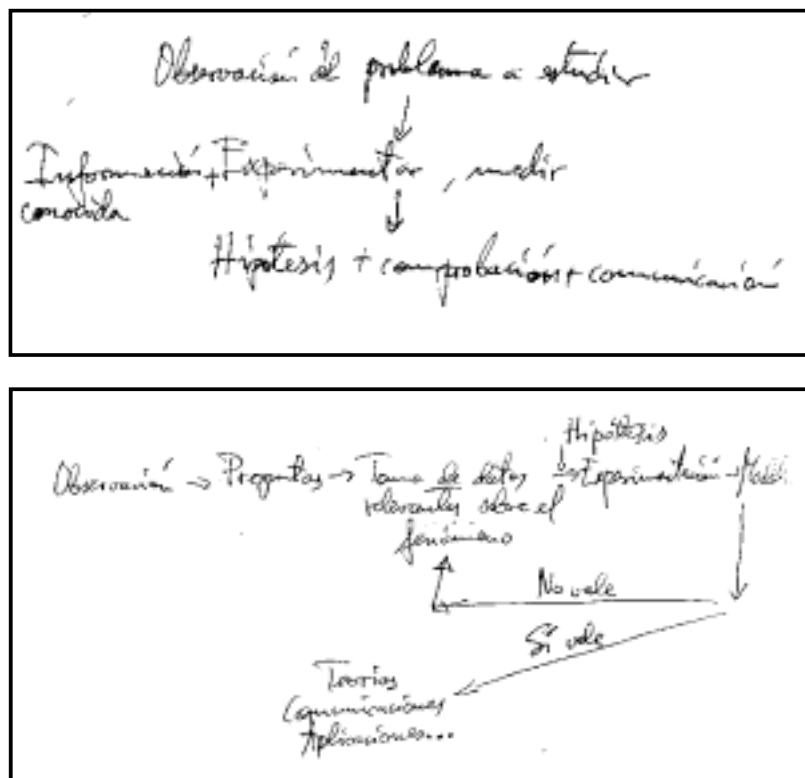 Observación del problema a estudiar
Información + Experimentar, medir
conocida
Hipótesis + comprobación + comunicación
Hipótesis
Observación → Preguntas → Toma de datos → Experimentación →
relevantes sobre el
fenómeno
No vale
Sí vale
Teorías
Comunicaciones
Aplicaciones...